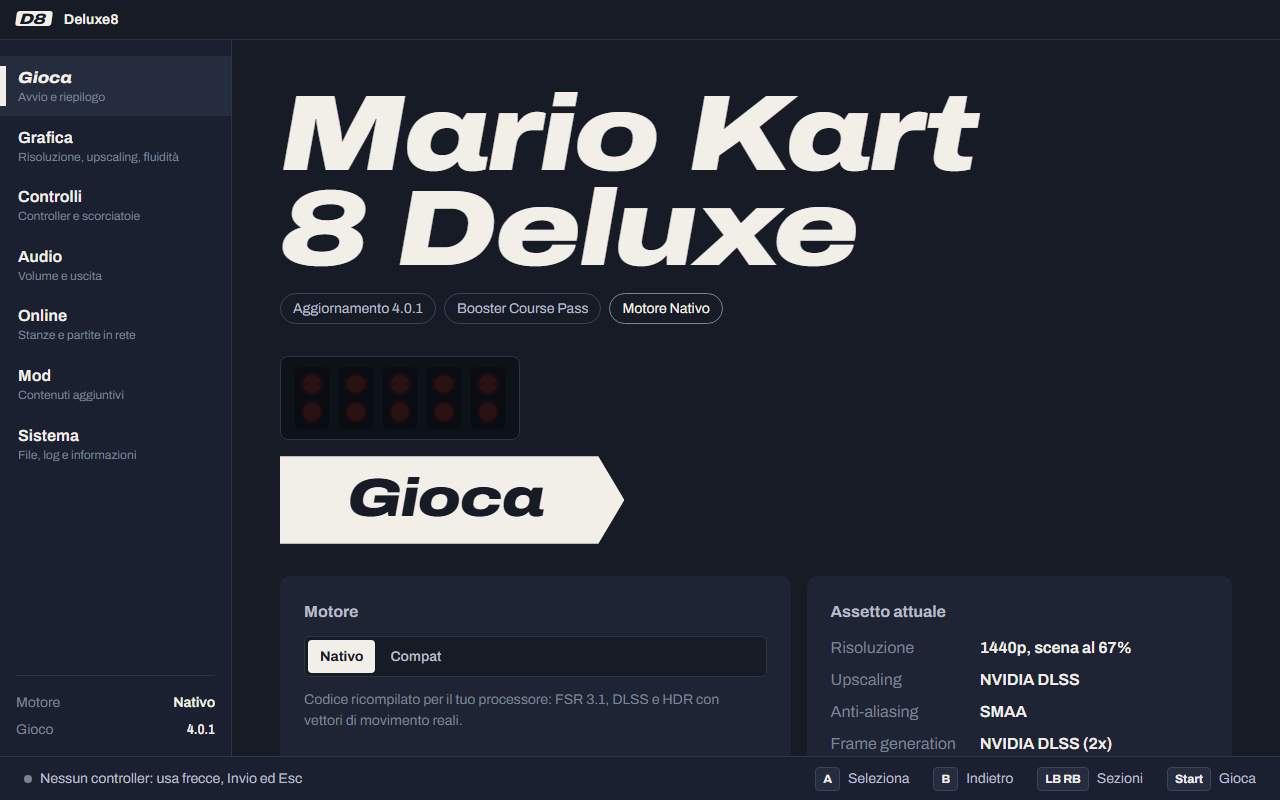 D8 Deluxe8
Gioca
Avvio e riepilogo
Grafica
Risoluzione, upscaling, fluidità
Controlli
Controller e scorciatoie
Audio
Volume e uscita
Online
Stanze e partite in rete
Mod
Contenuti aggiuntivi
Sistema
File, log e informazioni
Motore Nativo
Gioco 4.0.1
Mario Kart
8 Deluxe
Aggiornamento 4.0.1 Booster Course Pass Motore Nativo
Gioca
Motore
Nativo Compat
Codice ricompilato per il tuo processore: FSR 3.1, DLSS e HDR con
vettori di movimento reali.
Assetto attuale
Risoluzione 1440p, scena al 67%
Upscaling NVIDIA DLSS
Anti-aliasing SMAA
Frame generation NVIDIA DLSS (2x)
Nessun controller: usa frecce, Invio ed Esc
A Seleziona B Indietro LB RB Sezioni Start Gioca